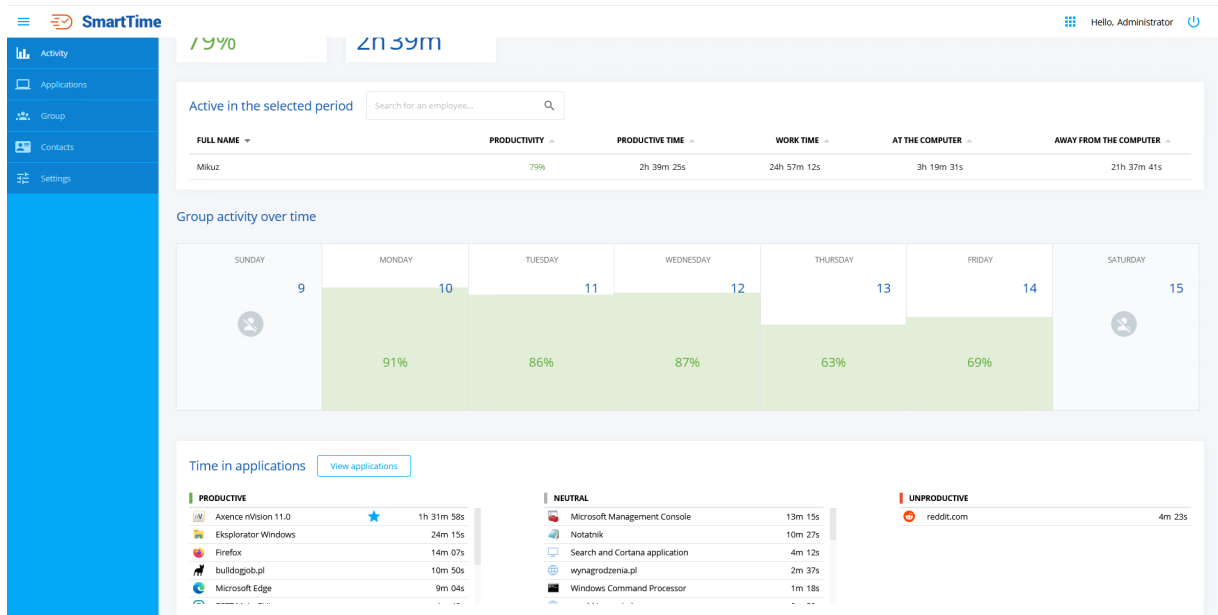 SmartTime
Hello, Administrator
Activity
Applications
Group
Contacts
Settings
79%
2h39m
Active in the selected period
Search for an employee...
FULL NAME PRODUCTIVITY PRODUCTIVE TIME WORK TIME AT THE COMPUTER AWAY FROM THE COMPUTER
Mikuz 79% 2h 39m 25s 24h 57m 12s 3h 19m 31s 21h 37m 41s
Group activity over time
SUNDAY MONDAY TUESDAY WEDNESDAY THURSDAY FRIDAY SATURDAY
9 10 11 12 13 14 15
91% 86% 87% 63% 69%
Time in applications View applications
PRODUCTIVE
Axence nVision 11.0 1h 31m 58s
Eksplorator Windows 24m 15s
Firefox 14m 07s
bulldogjob.pl 10m 50s
Microsoft Edge 9m 04s
NEUTRAL
Microsoft Management Console 13m 15s
Notatnik 10m 27s
Search and Cortana application 4m 12s
wynagrodzenia.pl 2m 37s
Windows Command Processor 1m 18s
UNPRODUCTIVE
reddit.com 4m 23s